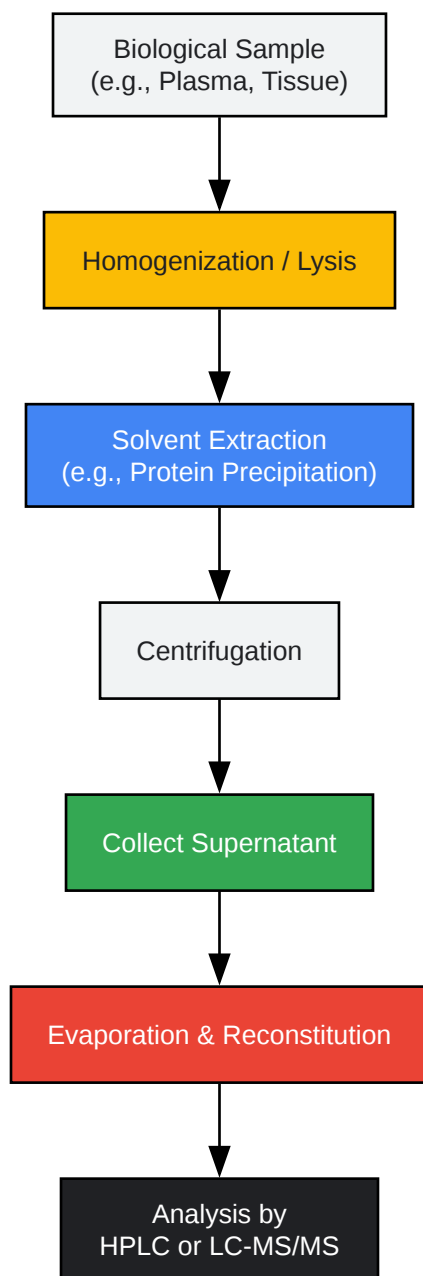 Biological Sample
(e.g., Plasma, Tissue)
Homogenization / Lysis
Solvent Extraction
(e.g., Protein Precipitation)
Centrifugation
Collect Supernatant
Evaporation & Reconstitution
Analysis by
HPLC or LC-MS/MS